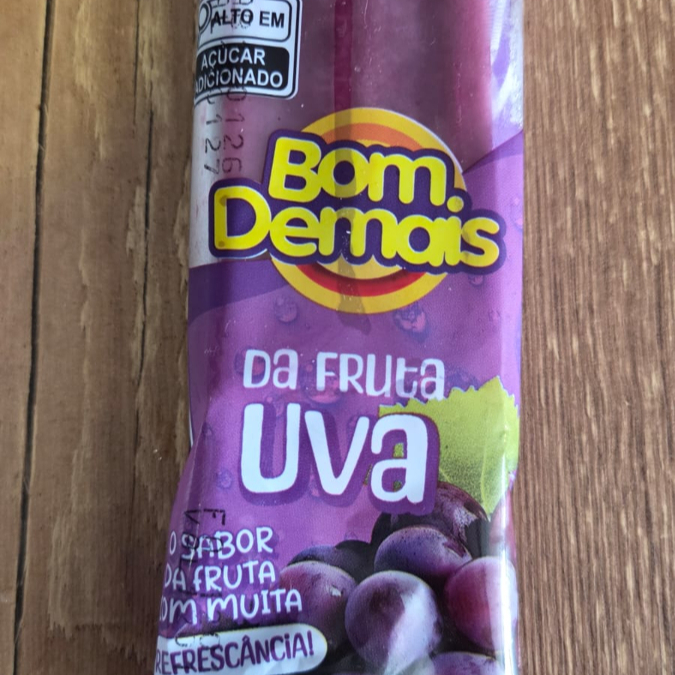 ALTO EM
AÇÚCAR
ADICIONADO
Bom
Demais
Da FRUta
Uva
O SABOR
DA FRUTA
COM MUITA
REFRESCÂNCIA!